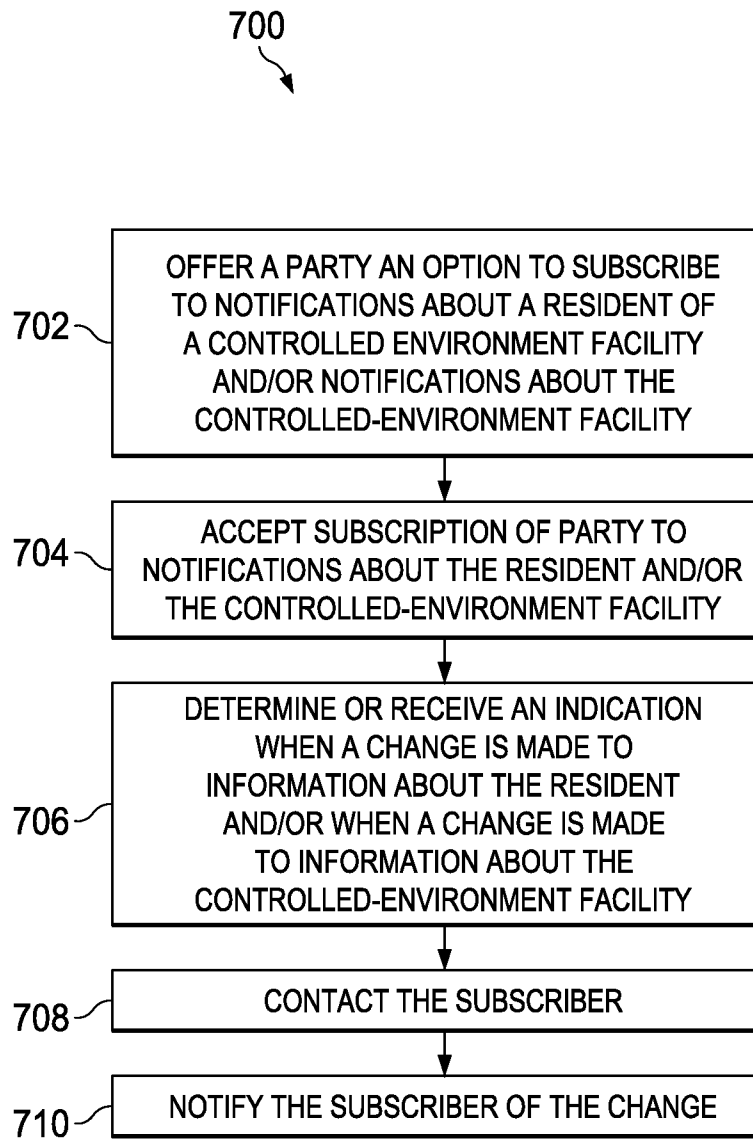 700
702
OFFER A PARTY AN OPTION TO SUBSCRIBE
TO NOTIFICATIONS ABOUT A RESIDENT OF
A CONTROLLED ENVIRONMENT FACILITY
AND/OR NOTIFICATIONS ABOUT THE
CONTROLLED-ENVIRONMENT FACILITY
704
ACCEPT SUBSCRIPTION OF PARTY TO
NOTIFICATIONS ABOUT THE RESIDENT AND/OR
THE CONTROLLED-ENVIRONMENT FACILITY
706
DETERMINE OR RECEIVE AN INDICATION
WHEN A CHANGE IS MADE TO
INFORMATION ABOUT THE RESIDENT
AND/OR WHEN A CHANGE IS MADE
TO INFORMATION ABOUT THE
CONTROLLED-ENVIRONMENT FACILITY
708
CONTACT THE SUBSCRIBER
710
NOTIFY THE SUBSCRIBER OF THE CHANGE